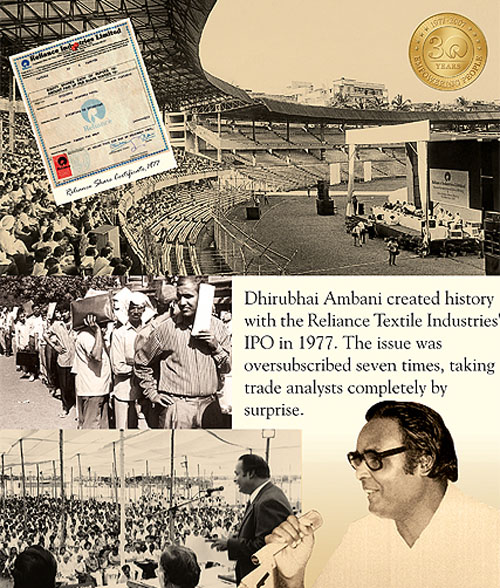 Reliance Industries Limited
Reliance
Reliance Share Certificate, 1977
1977-2007
30
YEARS
EMPOWERING PEOPLE
Dhirubhai Ambani created history
with the Reliance Textile Industries'
IPO in 1977. The issue was
oversubscribed seven times, taking
trade analysts completely by
surprise.